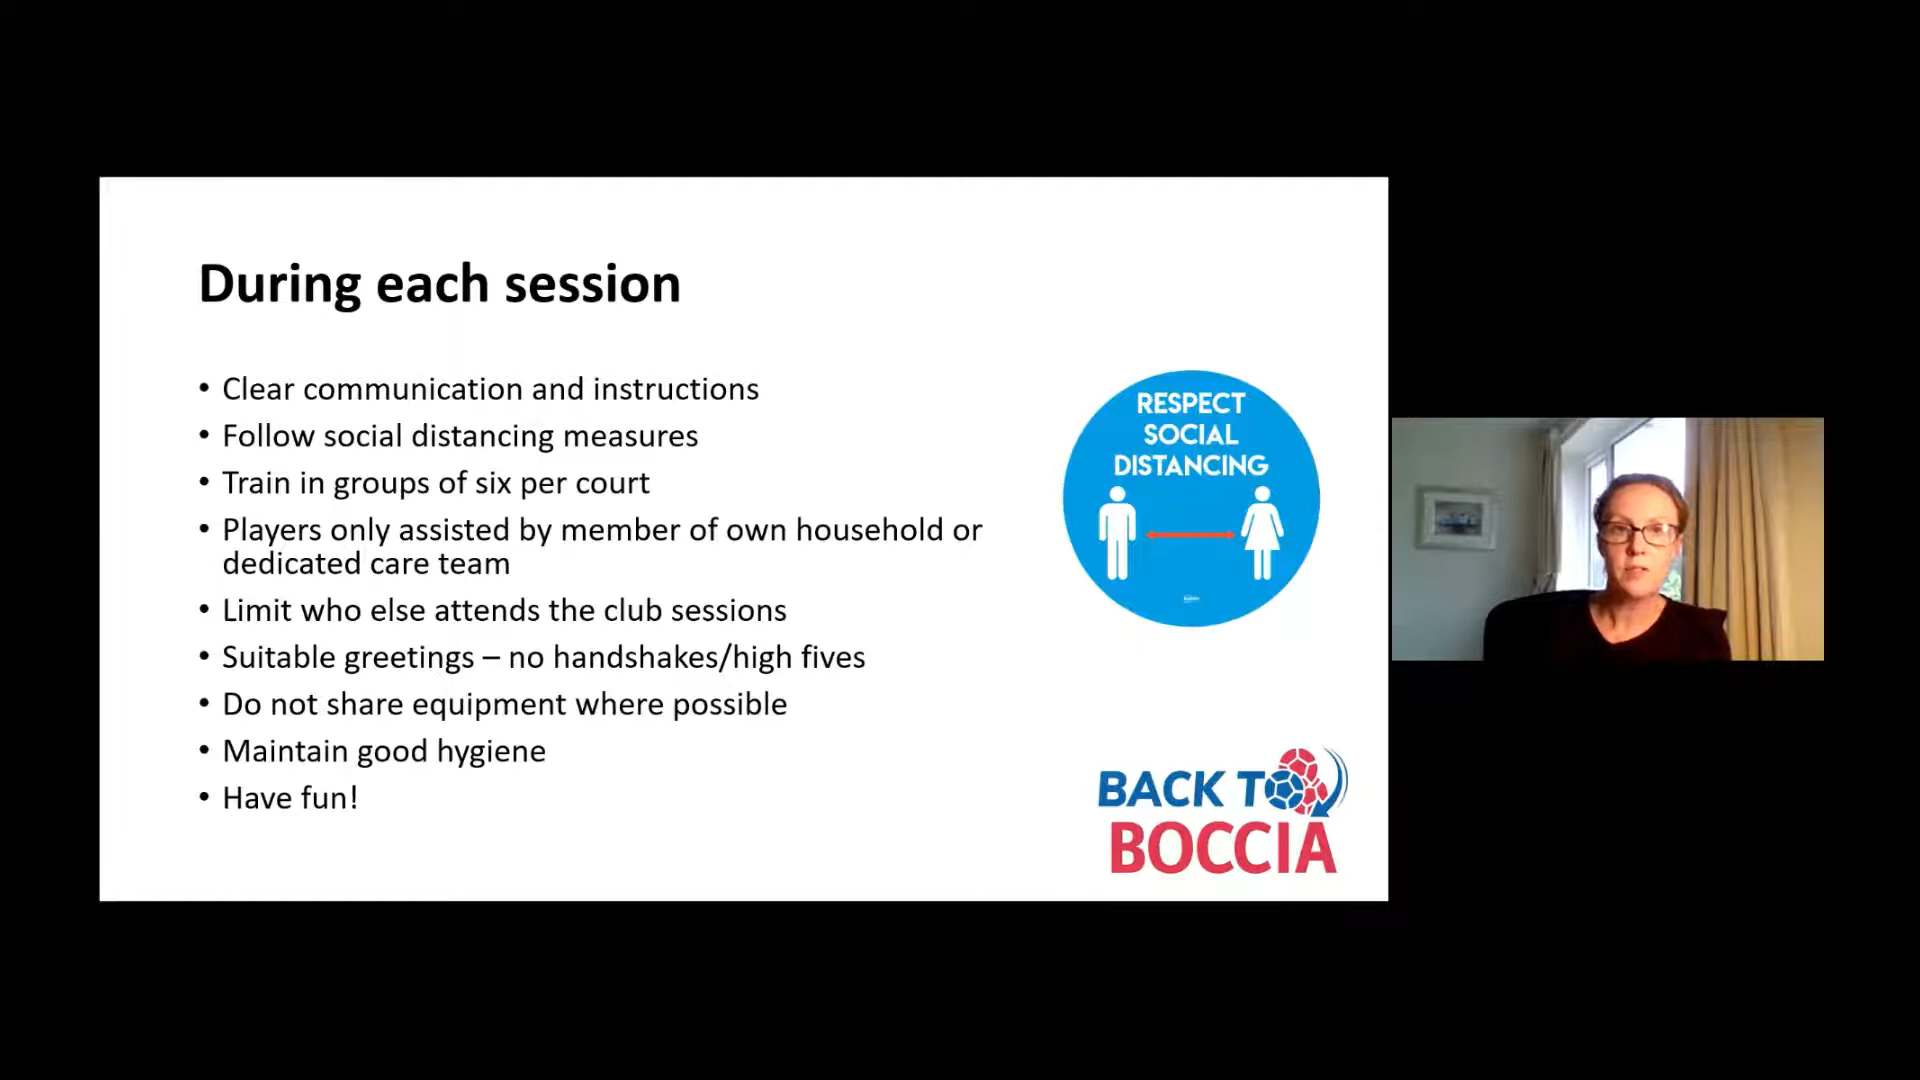 During each session
• Clear communication and instructions
• Follow social distancing measures
• Train in groups of six per court
• Players only assisted by member of own household or
dedicated care team
• Limit who else attends the club sessions
• Suitable greetings – no handshakes/high fives
• Do not share equipment where possible
• Maintain good hygiene
• Have fun!
RESPECT
SOCIAL
DISTANCING
BACK TO
BOCCIA